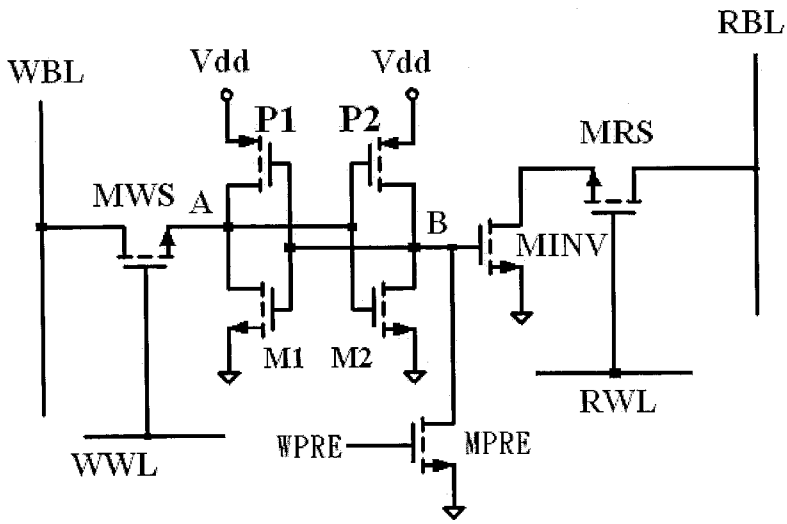 RBL
WBL
Vdd
Vdd
P1
P2
MRS
MWS
A
B
MINV
M1
M2
RWL
WPRE
MPRE
WWL